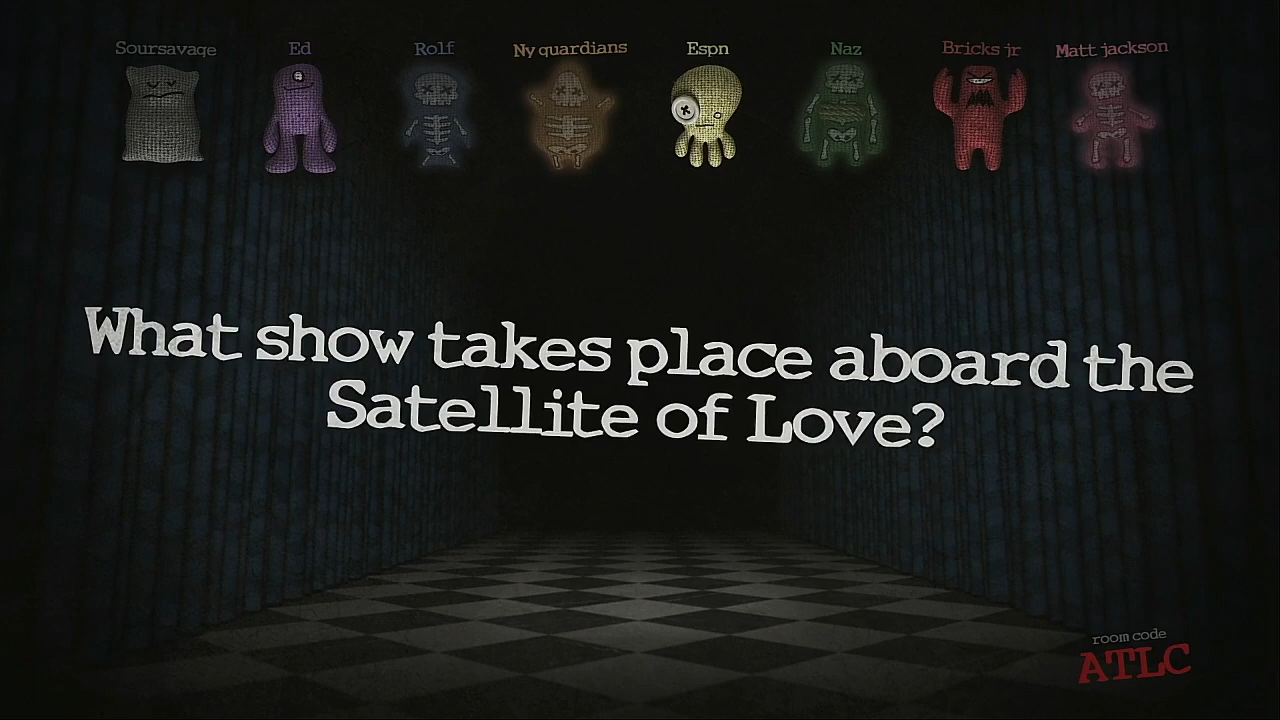 Soursavage
Ed
Rolf
Ny guardians
Espn
Naz
Bricks jr
Matt jackson
What show takes place aboard the
Satellite of Love?
room code
ATLC